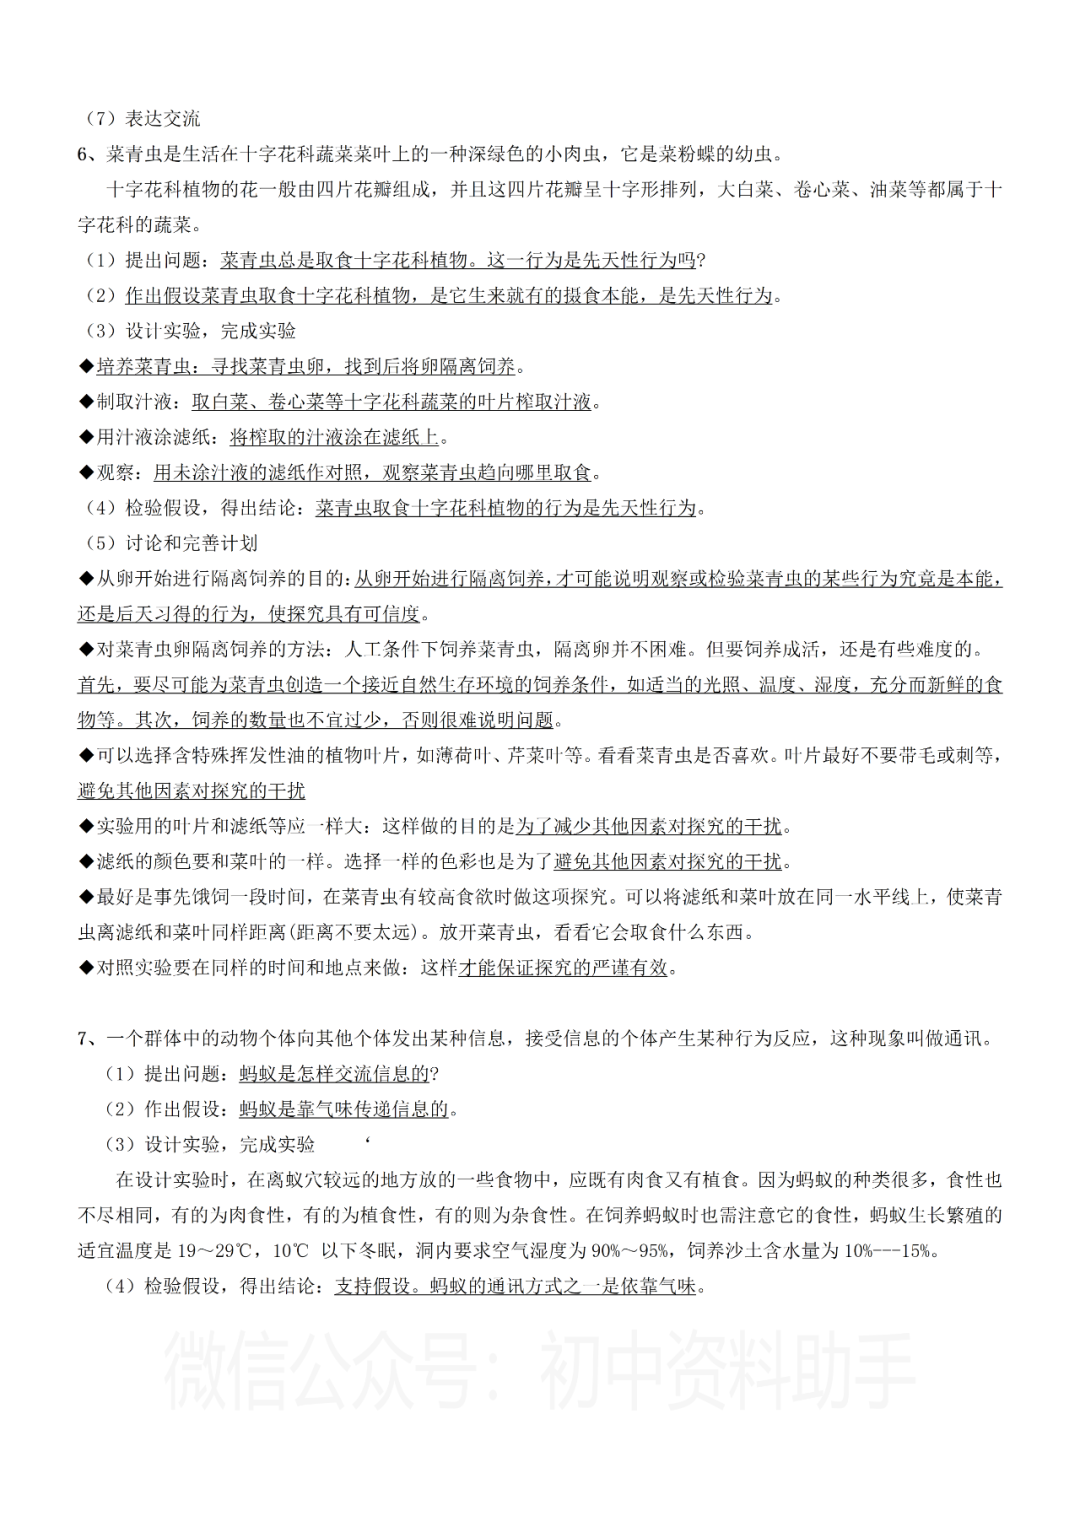 （7）表达交流
6、菜青虫是生活在十字花科蔬菜菜叶上的一种深绿色的小肉虫，它是菜粉蝶的幼虫。
十字花科植物的花一般由四片花瓣组成，并且这四片花瓣呈十字形排列，大白菜、卷心菜、油菜等都属于十
字花科的蔬菜。
（1）提出问题：菜青虫总是取食十字花科植物。这一行为是先天性行为吗?
（2）作出假设菜青虫取食十字花科植物，是它生来就有的摄食本能，是先天性行为。
（3）设计实验，完成实验
◆培养菜青虫：寻找菜青虫卵，找到后将卵隔离饲养。
◆制取汁液：取白菜、卷心菜等十字花科蔬菜的叶片榨取汁液。
◆用汁液涂滤纸：将榨取的汁液涂在滤纸上。
◆观察：用未涂汁液的滤纸作对照，观察菜青虫趋向哪里取食。
（4）检验假设，得出结论：菜青虫取食十字花科植物的行为是先天性行为。
（5）讨论和完善计划
◆从卵开始进行隔离饲养的目的：从卵开始进行隔离饲养，才可能说明观察或检验菜青虫的某些行为究竟是本能，
还是后天习得的行为，使探究具有可信度。
◆对菜青虫卵隔离饲养的方法：人工条件下饲养菜青虫，隔离卵并不困难。但要饲养成活，还是有些难度的。
首先，要尽可能为菜青虫创造一个接近自然生存环境的饲养条件，如适当的光照、温度、湿度，充分而新鲜的食
物等。其次，饲养的数量也不宜过少，否则很难说明问题。
◆可以选择含特殊挥发性油的植物叶片，如薄荷叶、芹菜叶等。看看菜青虫是否喜欢。叶片最好不要带毛或刺等，
避免其他因素对探究的干扰
◆实验用的叶片和滤纸等应一样大：这样做的目的是为了减少其他因素对探究的干扰。
◆滤纸的颜色要和菜叶的一样。选择一样的色彩也是为了避免其他因素对探究的干扰。
◆最好是事先饿饲一段时间，在菜青虫有较高食欲时做这项探究。可以将滤纸和菜叶放在同一水平线上，使菜青
虫离滤纸和菜叶同样距离(距离不要太远)。放开菜青虫，看看它会取食什么东西。
◆对照实验要在同样的时间和地点来做：这样才能保证探究的严谨有效。
7、一个群体中的动物个体向其他个体发出某种信息，接受信息的个体产生某种行为反应，这种现象叫做通讯。
（1）提出问题：蚂蚁是怎样交流信息的?
（2）作出假设：蚂蚁是靠气味传递信息的。
（3）设计实验，完成实验 ‘
在设计实验时，在离蚁穴较远的地方放的一些食物中，应既有肉食又有植食。因为蚂蚁的种类很多，食性也
不尽相同，有的为肉食性，有的为植食性，有的则为杂食性。在饲养蚂蚁时也需注意它的食性，蚂蚁生长繁殖的
适宜温度是 19～29℃，10℃ 以下冬眠，洞内要求空气湿度为 90%～95%，饲养沙土含水量为 10%---15%。
（4）检验假设，得出结论：支持假设。蚂蚁的通讯方式之一是依靠气味。
微信公众号：初中资料助手